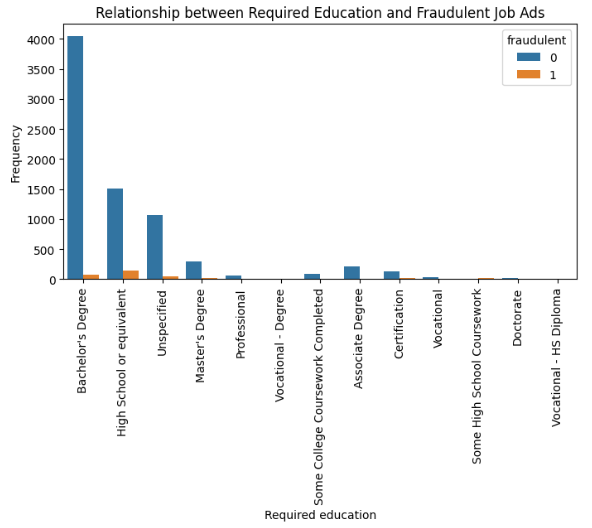 Relationship between Required Education and Fraudulent Job Ads
fraudulent
0
1
Frequency
4000
3500
3000
2500
2000
1500
1000
500
0
Bachelor's Degree
High School or equivalent
Unspecified
Master's Degree
Professional
Vocational - Degree
Some College Coursework Completed
Associate Degree
Certification
Vocational
Some High School Coursework
Doctorate
Vocational - HS Diploma
Required education